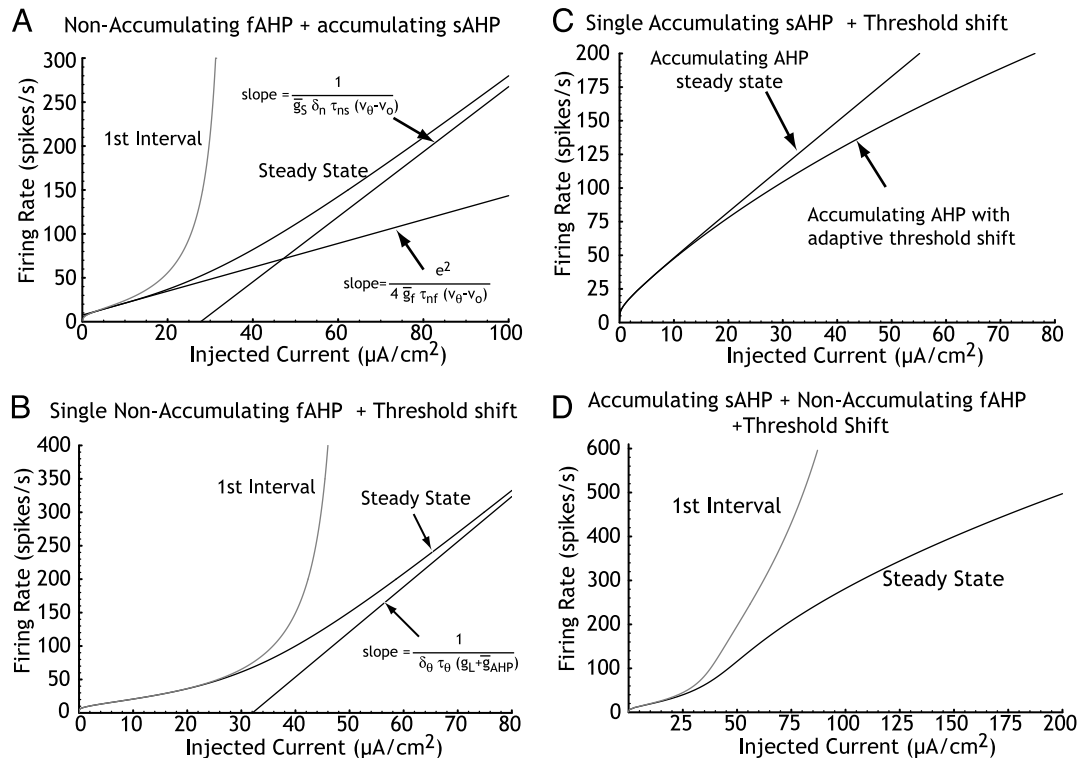 A
Non-Accumulating fAHP + accumulating sAHP
300
250
200
150
100
50
0
Firing Rate (spikes/s)
1st Interval
slope = 1 / ḡS δn τns (vθ-vo)
Steady State
slope= e² / 4 ḡf τnf (vθ-vo)
0 20 40 60 80 100
Injected Current (µA/cm²)
B
Single Non-Accumulating fAHP + Threshold shift
400
350
300
250
200
150
100
50
0
Firing Rate (spikes/s)
1st Interval
Steady State
slope = 1 / δθ τθ (gL+ḡAHP)
0 10 20 30 40 50 60 70 80
Injected Current (µA/cm²)
C
Single Accumulating sAHP + Threshold shift
200
175
150
125
100
75
50
25
0
Firing Rate (spikes/s)
Accumulating AHP
steady state
Accumulating AHP with
adaptive threshold shift
0 10 20 30 40 50 60 70 80
Injected Current (µA/cm²)
D
Accumulating sAHP + Non-Accumulating fAHP
+Threshold Shift
600
500
400
300
200
100
0
Firing Rate (spikes/s)
1st Interval
Steady State
25 50 75 100 125 150 175 200
Injected Current (µA/cm²)